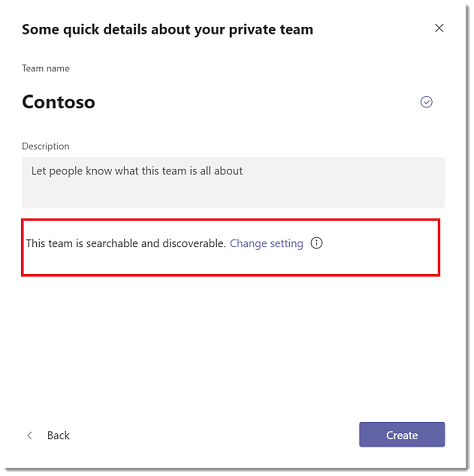 Some quick details about your private team
Team name
Contoso
Description
Let people know what this team is all about
This team is searchable and discoverable. Change setting
Back
Create